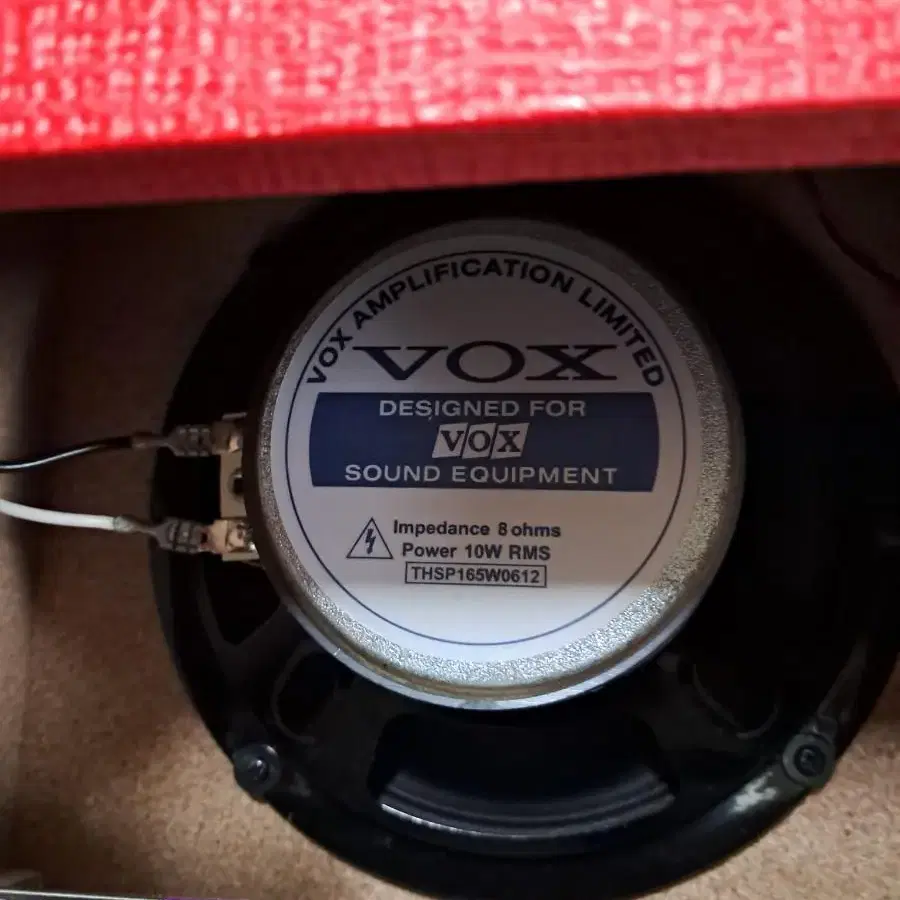 VOX AMPLIFICATION LIMITED
VOX
DESIGNED FOR
VOX
SOUND EQUIPMENT
Impedance 8 ohms
Power 10W RMS
THSP165W0612